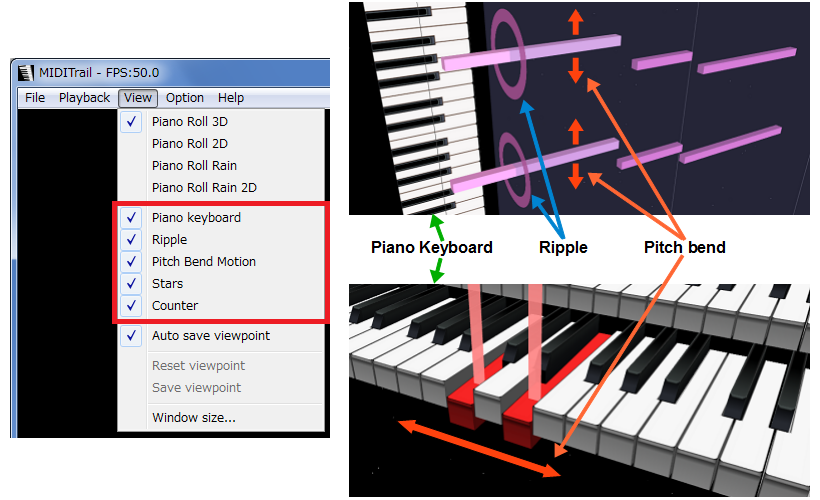 MIDITrail - FPS:50.0
File Playback View Option Help
Piano Roll 3D
Piano Roll 2D
Piano Roll Rain
Piano Roll Rain 2D
Piano keyboard
Ripple
Pitch Bend Motion
Stars
Counter
Auto save viewpoint
Reset viewpoint
Save viewpoint
Window size...
Piano Keyboard Ripple Pitch bend